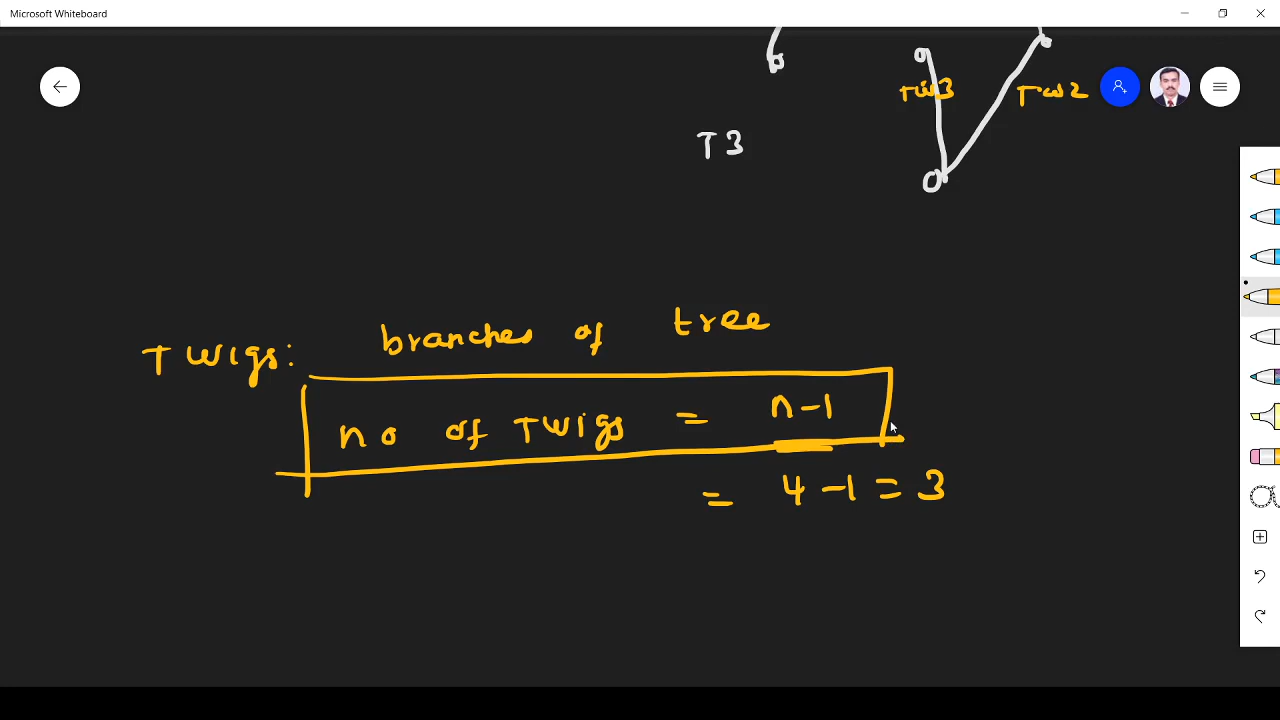 Microsoft Whiteboard
Tw3
Tw2
T3
Twigs: branches of tree
no of Twigs = n-1
= 4-1=3